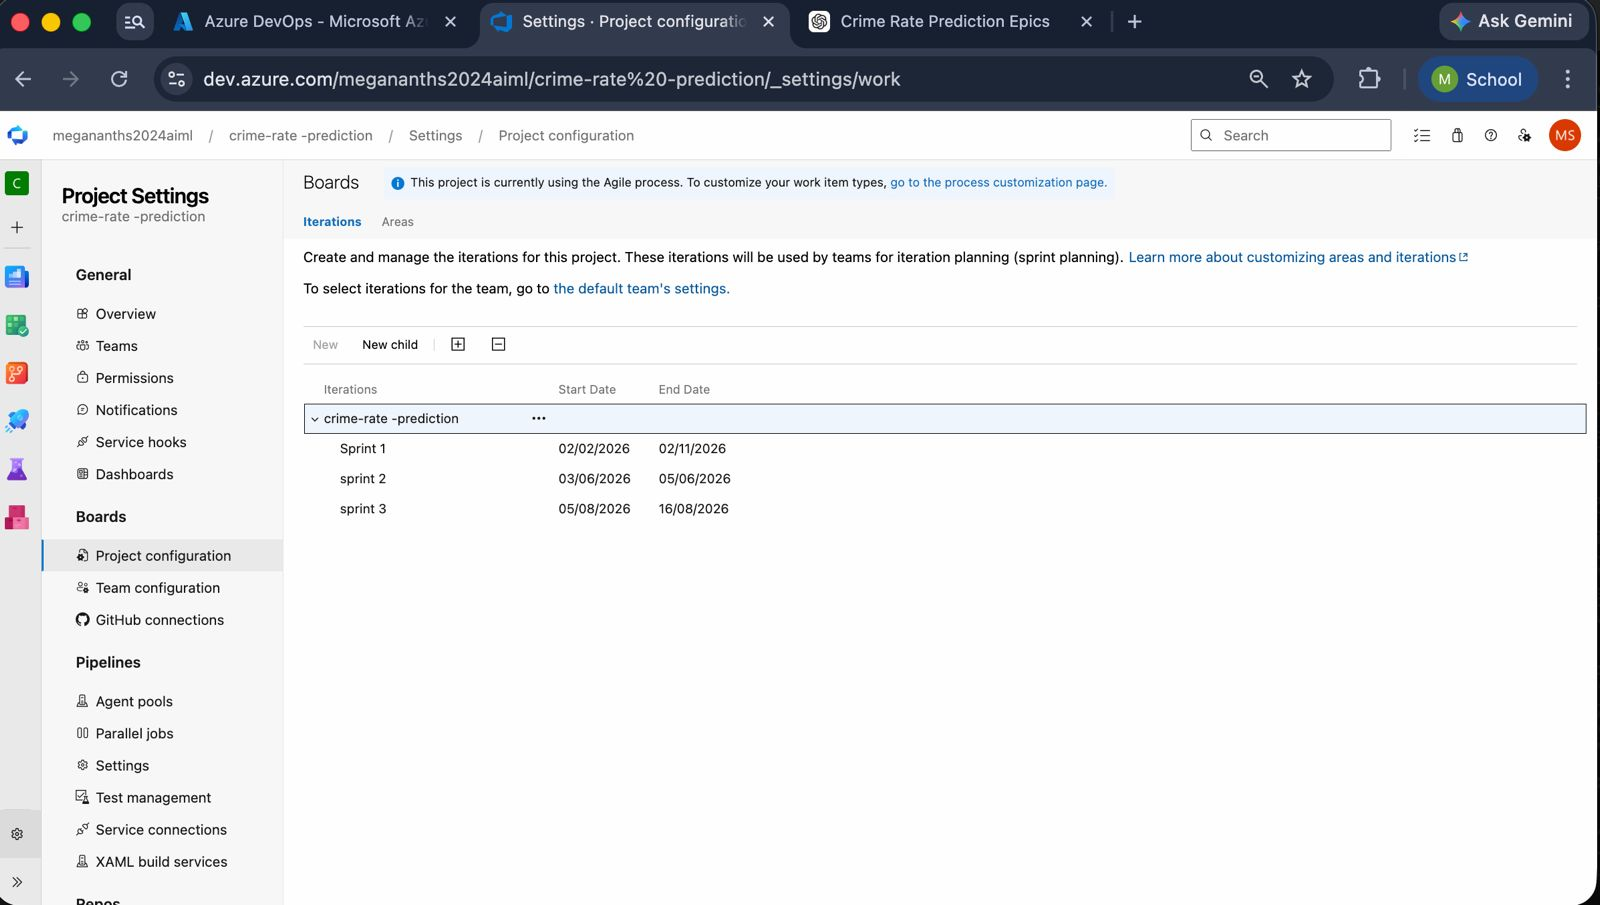 Azure DevOps - Microsoft Az
Settings · Project configuratio
Crime Rate Prediction Epics
Ask Gemini
dev.azure.com/megananths2024aiml/crime-rate%20-prediction/_settings/work
M School
megananths2024aiml / crime-rate -prediction / Settings / Project configuration
Search
MS
C
Project Settings
crime-rate -prediction
General
Overview
Teams
Permissions
Notifications
Service hooks
Dashboards
Boards
Project configuration
Team configuration
GitHub connections
Pipelines
Agent pools
Parallel jobs
Settings
Test management
Service connections
XAML build services
Repos
Boards
This project is currently using the Agile process. To customize your work item types, go to the process customization page.
Iterations Areas
Create and manage the iterations for this project. These iterations will be used by teams for iteration planning (sprint planning). Learn more about customizing areas and iterations
To select iterations for the team, go to the default team's settings.
New New child
Iterations Start Date End Date
crime-rate -prediction
Sprint 1 02/02/2026 02/11/2026
sprint 2 03/06/2026 05/06/2026
sprint 3 05/08/2026 16/08/2026